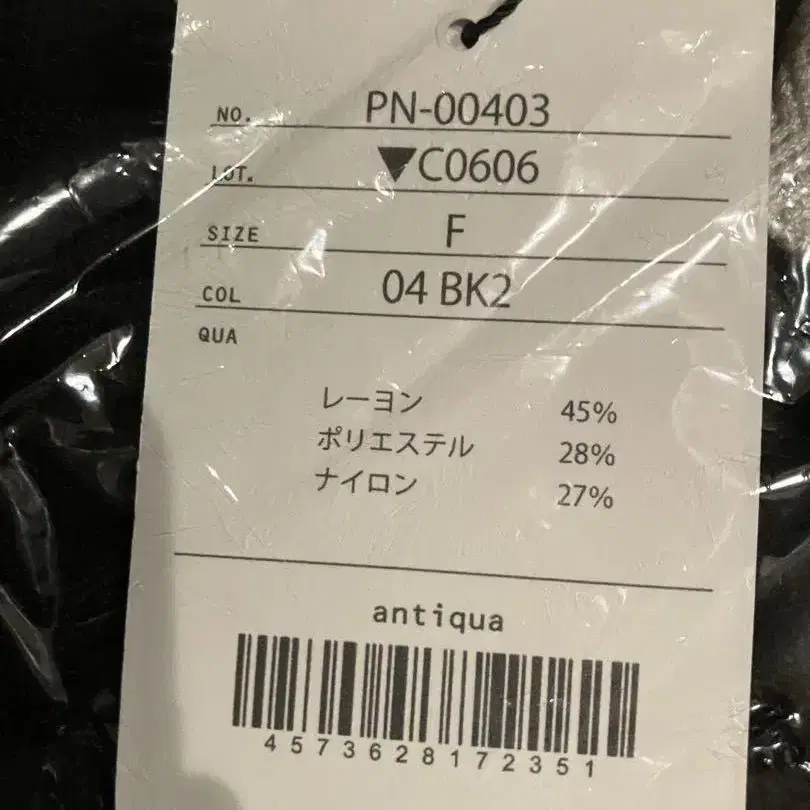 NO. PN-00403
LOT. ▼C0606
SIZE F
COL 04 BK2
QUA
レーヨン 45%
ポリエステル 28%
ナイロン 27%
antiqua
4573628172351